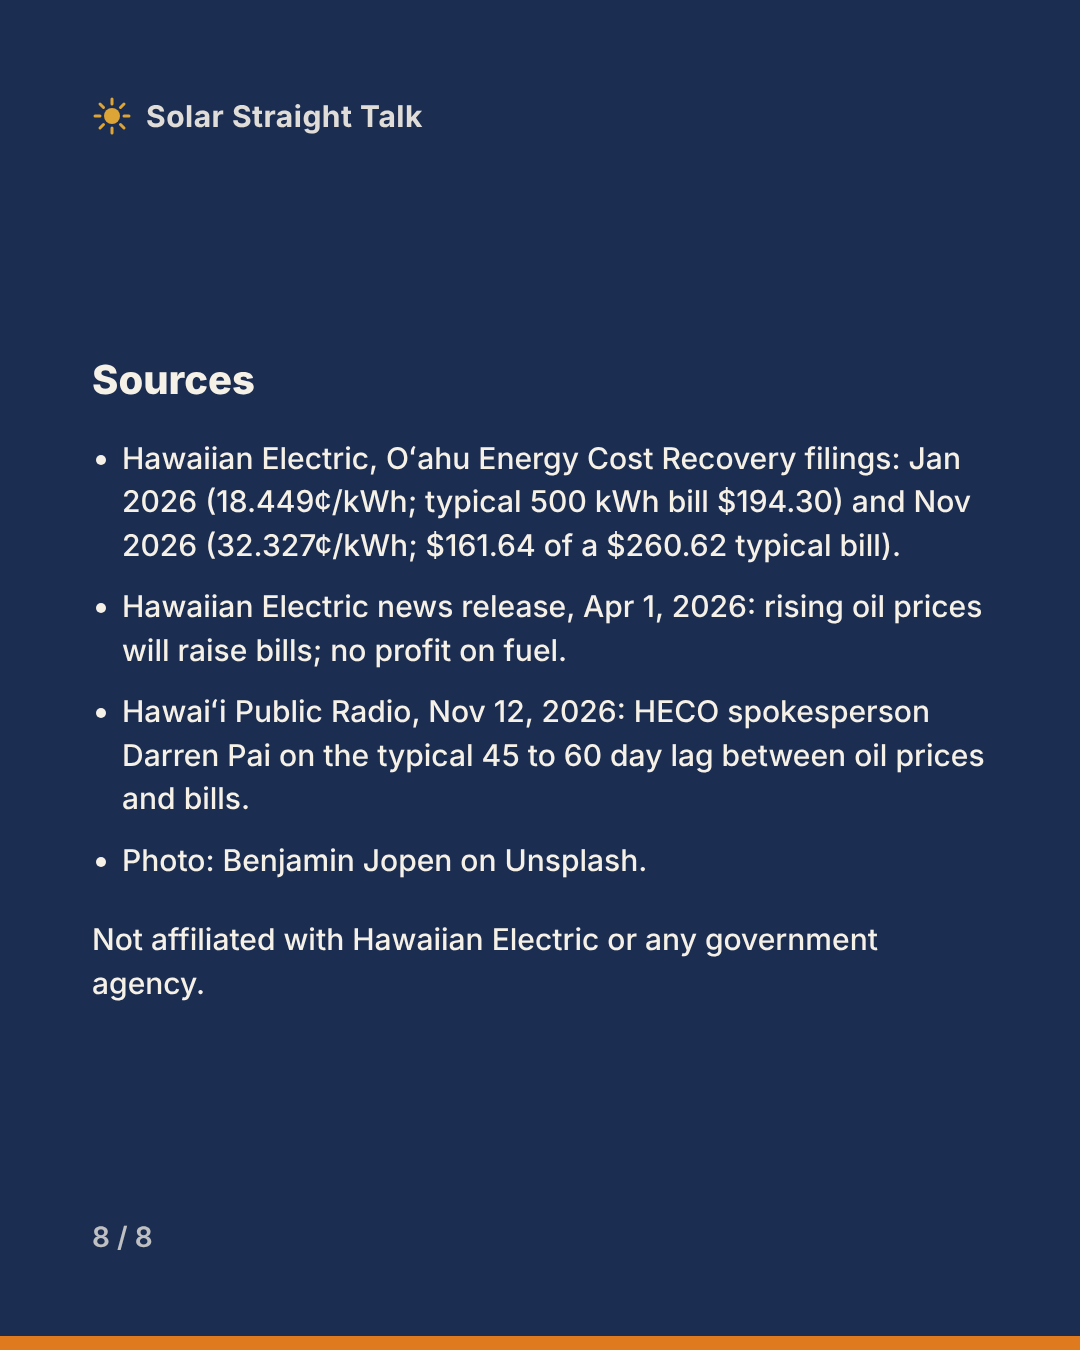 Solar Straight Talk
Sources
• Hawaiian Electric, Oʻahu Energy Cost Recovery filings: Jan
2026 (18.449¢/kWh; typical 500 kWh bill $194.30) and Nov
2026 (32.327¢/kWh; $161.64 of a $260.62 typical bill).
• Hawaiian Electric news release, Apr 1, 2026: rising oil prices
will raise bills; no profit on fuel.
• Hawaiʻi Public Radio, Nov 12, 2026: HECO spokesperson
Darren Pai on the typical 45 to 60 day lag between oil prices
and bills.
• Photo: Benjamin Jopen on Unsplash.
Not affiliated with Hawaiian Electric or any government
agency.
8 / 8